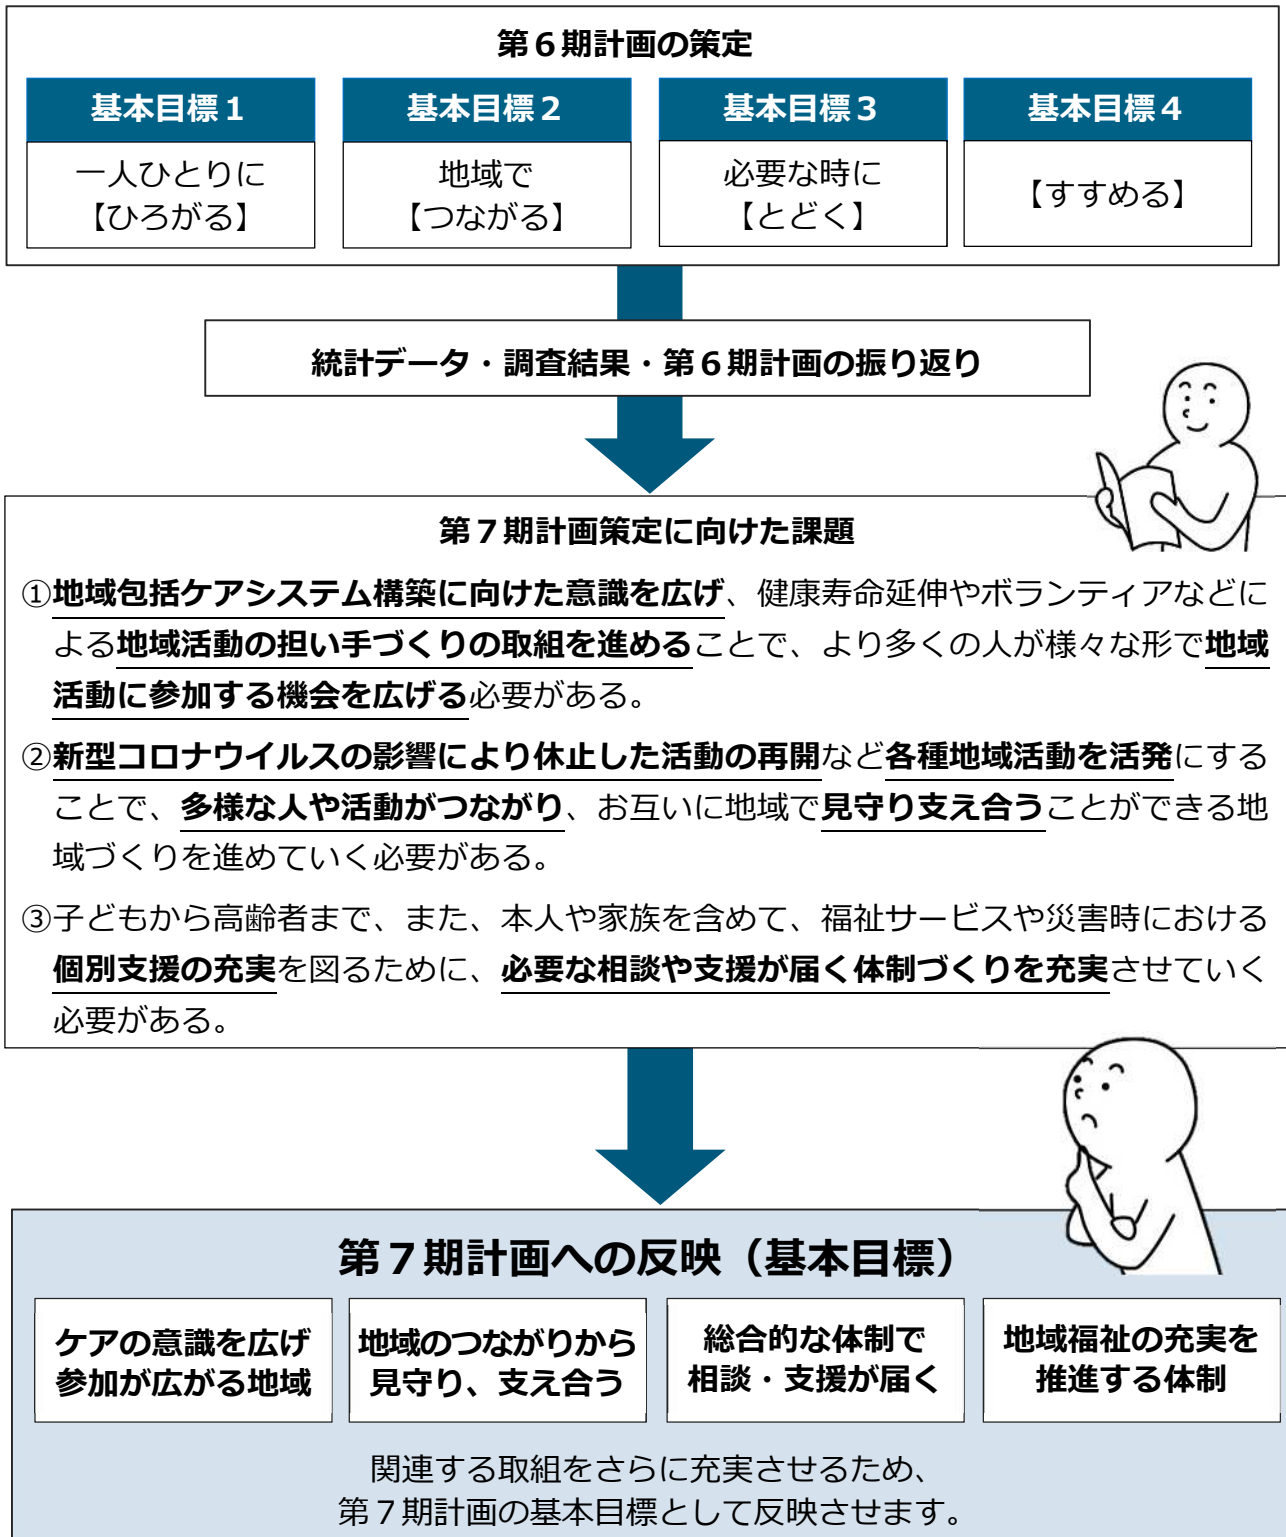 第６期計画の策定
基本目標１
一人ひとりに
【ひろがる】
基本目標２
地域で
【つながる】
基本目標３
必要な時に
【とどく】
基本目標４
【すすめる】
統計データ・調査結果・第６期計画の振り返り
第７期計画策定に向けた課題
①地域包括ケアシステム構築に向けた意識を広げ、健康寿命延伸やボランティアなどに
よる地域活動の担い手づくりの取組を進めることで、より多くの人が様々な形で地域
活動に参加する機会を広げる必要がある。
②新型コロナウイルスの影響により休止した活動の再開など各種地域活動を活発にする
ことで、多様な人や活動がつながり、お互いに地域で見守り支え合うことができる地
域づくりを進めていく必要がある。
③子どもから高齢者まで、また、本人や家族を含めて、福祉サービスや災害時における
個別支援の充実を図るために、必要な相談や支援が届く体制づくりを充実させていく
必要がある。
第７期計画への反映（基本目標）
ケアの意識を広げ
参加が広がる地域
地域のつながりから
見守り、支え合う
総合的な体制で
相談・支援が届く
地域福祉の充実を
推進する体制
関連する取組をさらに充実させるため、
第７期計画の基本目標として反映させます。